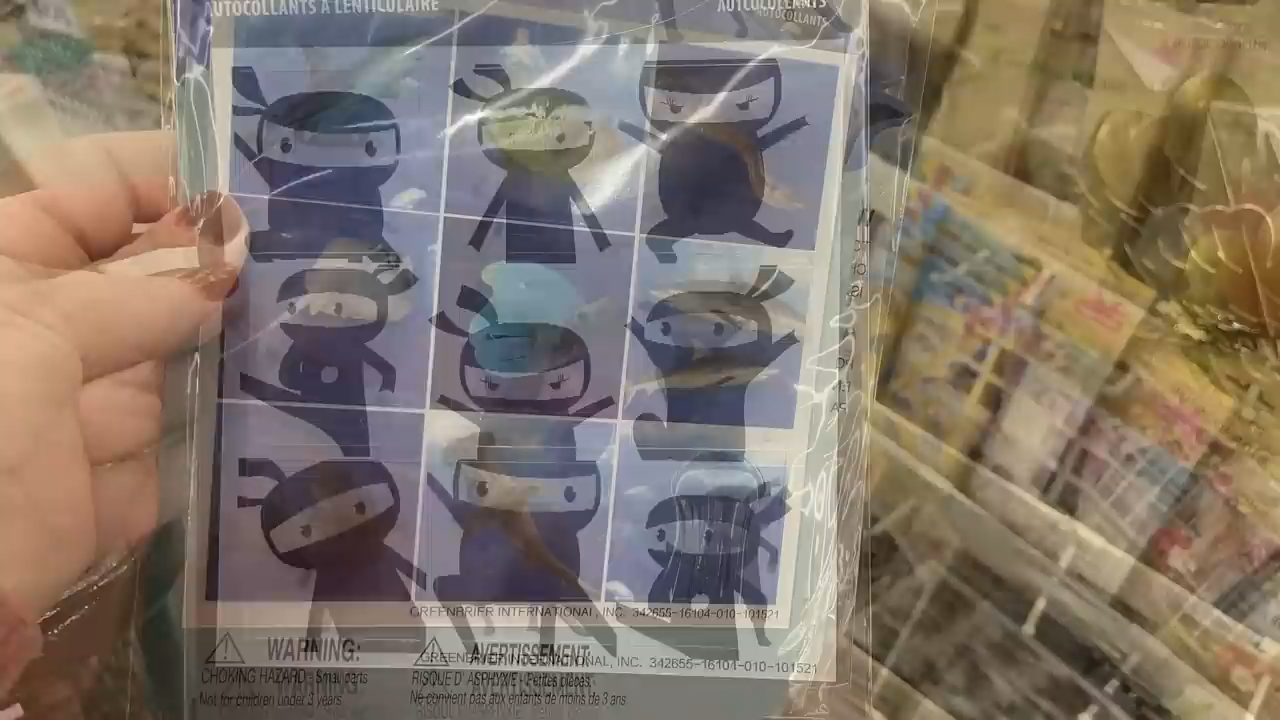 AUTOCOLLANTS À LENTICULAIRE
AUTOCOLLANTS
AUTOCOLLANTS
GREENBRIER INTERNATIONAL, INC. 342655-16104-010-101521
WARNING:
CHOKING HAZARD - Small parts
Not for children under 3 years
AVERTISSEMENT:
GREENBRIER INTERNATIONAL, INC. 342655-16104-010-101521
RISQUE D' ASPHYXIE - Petites pièces
Ne convient pas aux enfants de moins de 3 ans